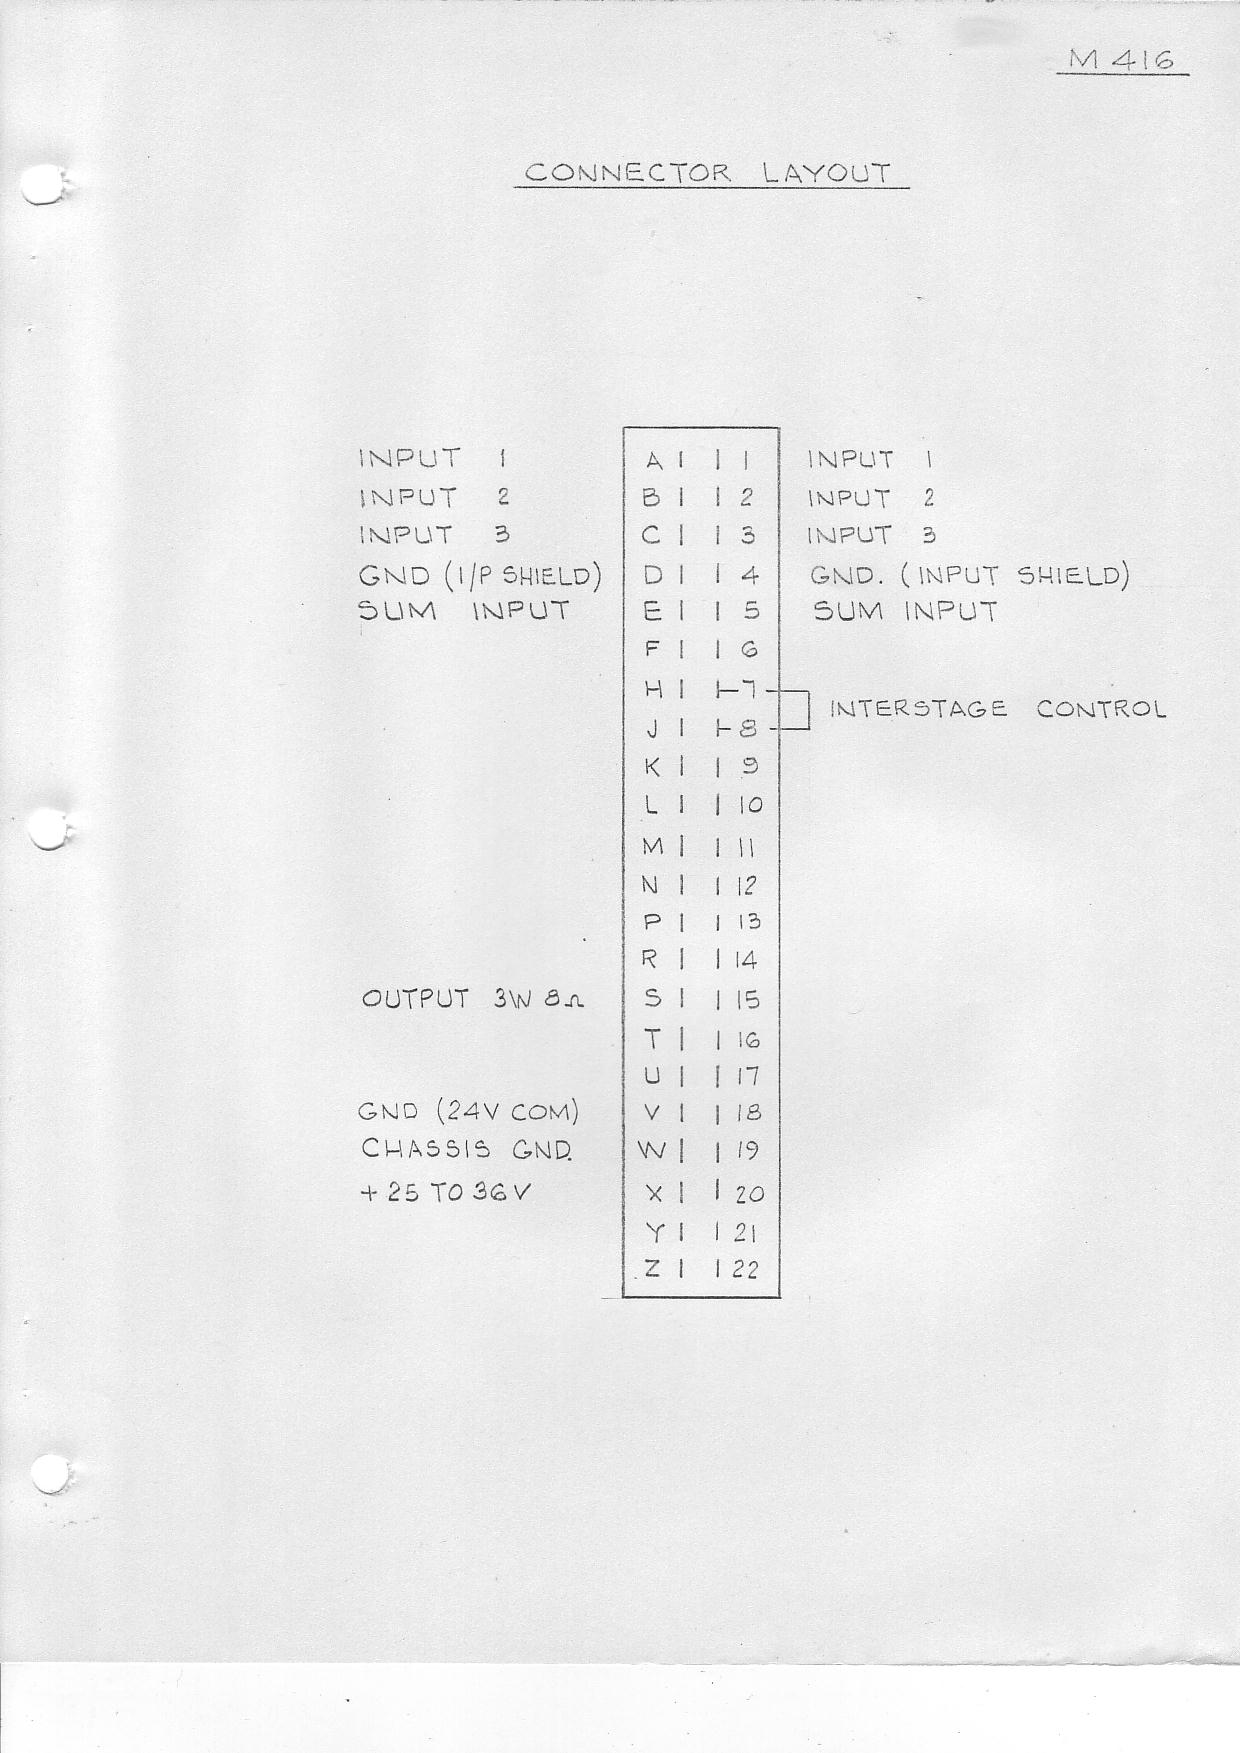 M 416
CONNECTOR LAYOUT
INPUT 1 A 1 INPUT 1
INPUT 2 B 2 INPUT 2
INPUT 3 C 3 INPUT 3
GND (I/P SHIELD) D 4 GND. (INPUT SHIELD)
SUM INPUT E 5 SUM INPUT
F 6
H 7
INTERSTAGE CONTROL
J 8
K 9
L 10
M 11
N 12
P 13
R 14
OUTPUT 3W 8Ω S 15
T 16
U 17
GND (24V COM) V 18
CHASSIS GND. W 19
+ 25 TO 36V X 20
Y 21
Z 22